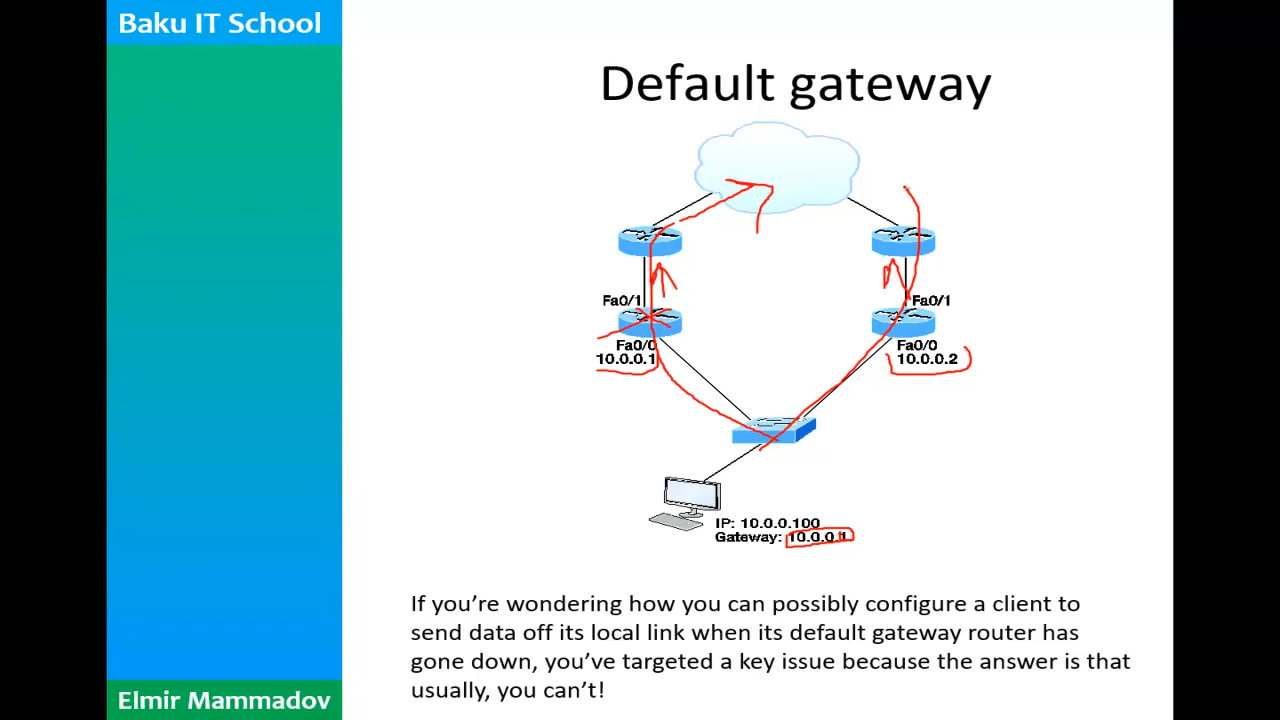 Baku IT School
Default gateway
Fa0/1
Fa0/1
Fa0/0
10.0.0.1
Fa0/0
10.0.0.2
IP: 10.0.0.100
Gateway: 10.0.0.1
If you’re wondering how you can possibly configure a client to
send data off its local link when its default gateway router has
gone down, you’ve targeted a key issue because the answer is that
usually, you can’t!
Elmir Mammadov